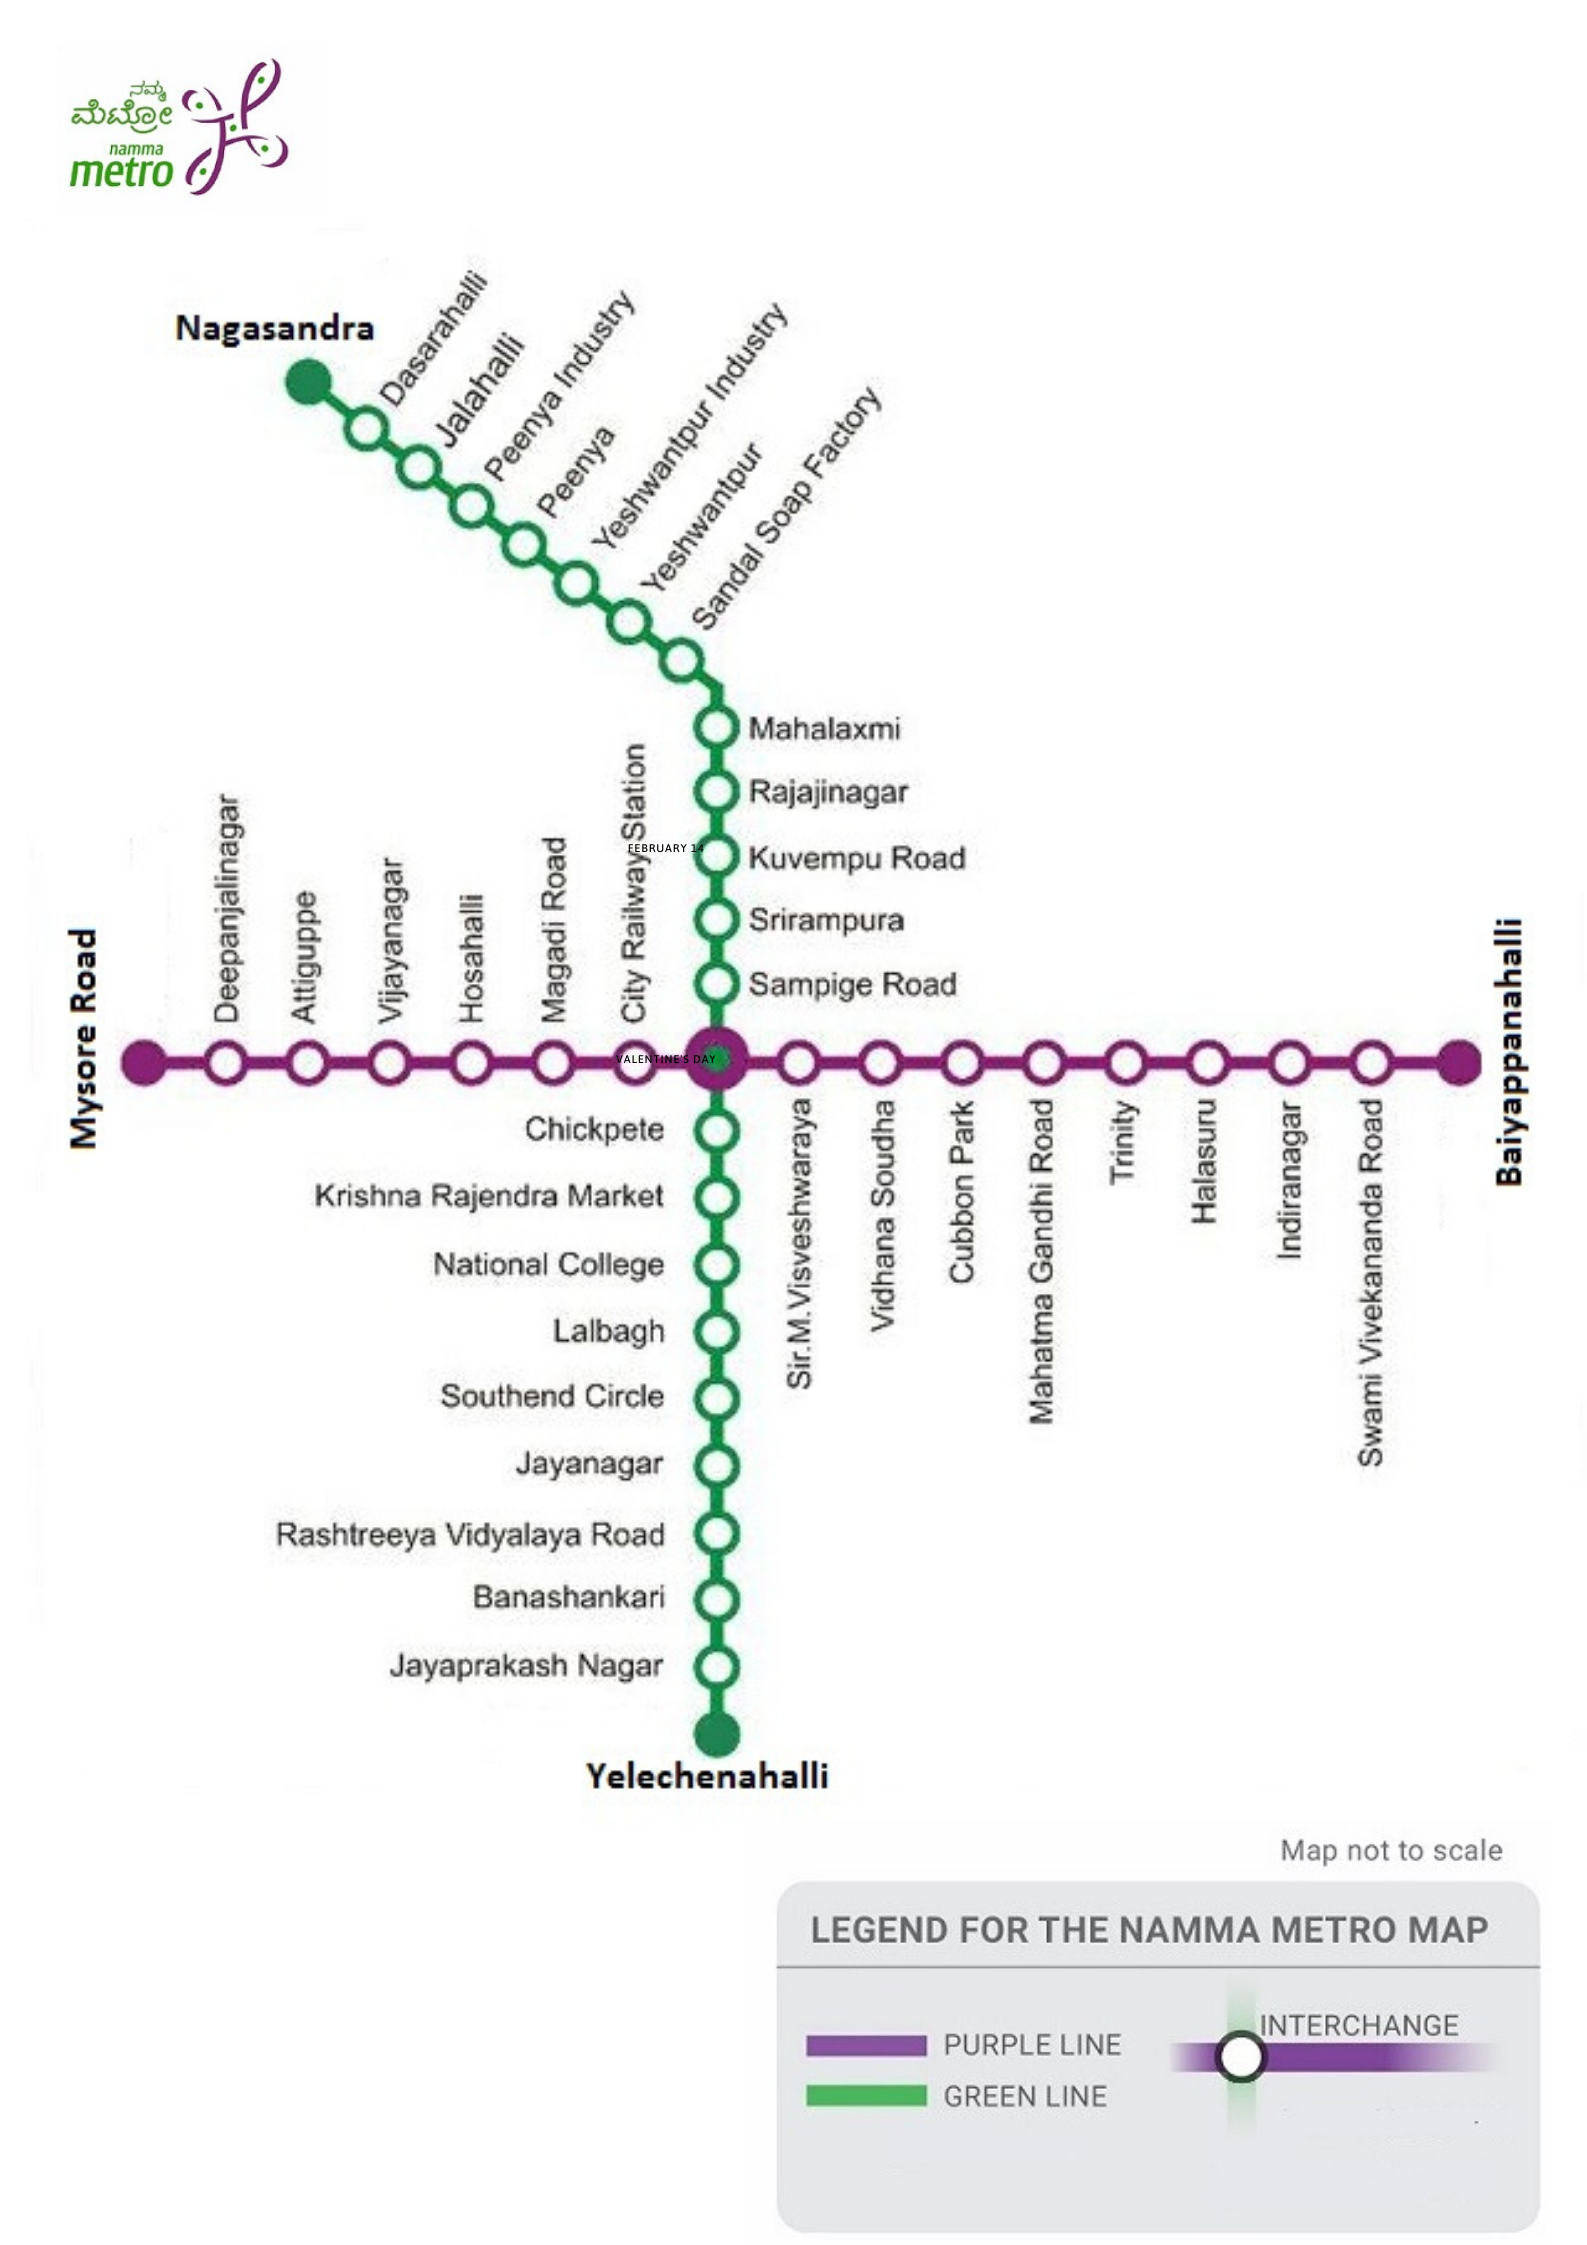 ನಮ್ಮ
ಮೆಟ್ರೋ
namma
metro
Nagasandra
Dasarahalli
Jalahalli
Peenya Industry
Peenya
Yeshwantpur Industry
Yeshwantpur
Sandal Soap Factory
Mahalaxmi
Rajajinagar
FEBRUARY 14
Kuvempu Road
Srirampura
Sampige Road
Mysore Road
Deepanjalinagar
Attiguppe
Vijayanagar
Hosahalli
Magadi Road
City Railway Station
VALENTINE'S DAY
Sir.M.Visveshwaraya
Vidhana Soudha
Cubbon Park
Mahatma Gandhi Road
Trinity
Halasuru
Indiranagar
Swami Vivekananda Road
Baiyappanahalli
Chickpete
Krishna Rajendra Market
National College
Lalbagh
Southend Circle
Jayanagar
Rashtreeya Vidyalaya Road
Banashankari
Jayaprakash Nagar
Yelechenahalli
Map not to scale
LEGEND FOR THE NAMMA METRO MAP
PURPLE LINE
GREEN LINE
INTERCHANGE